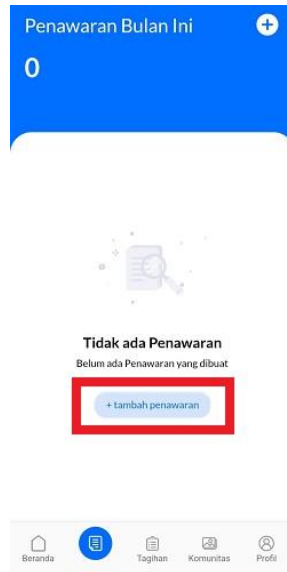 Penawaran Bulan Ini
0
Tidak ada Penawaran
Belum ada Penawaran yang dibuat
+ tambah penawaran
Beranda
Tagihan
Komunitas
Profil